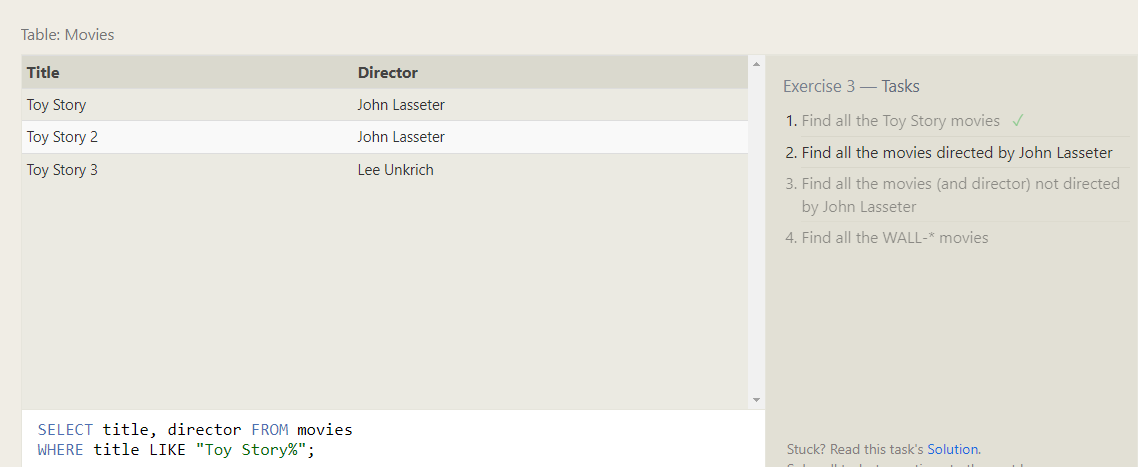 Table: Movies
Title Director
Toy Story John Lasseter
Toy Story 2 John Lasseter
Toy Story 3 Lee Unkrich
SELECT title, director FROM movies
WHERE title LIKE "Toy Story%";
Exercise 3 — Tasks
1. Find all the Toy Story movies ✓
2. Find all the movies directed by John Lasseter
3. Find all the movies (and director) not directed
by John Lasseter
4. Find all the WALL-* movies
Stuck? Read this task's Solution.